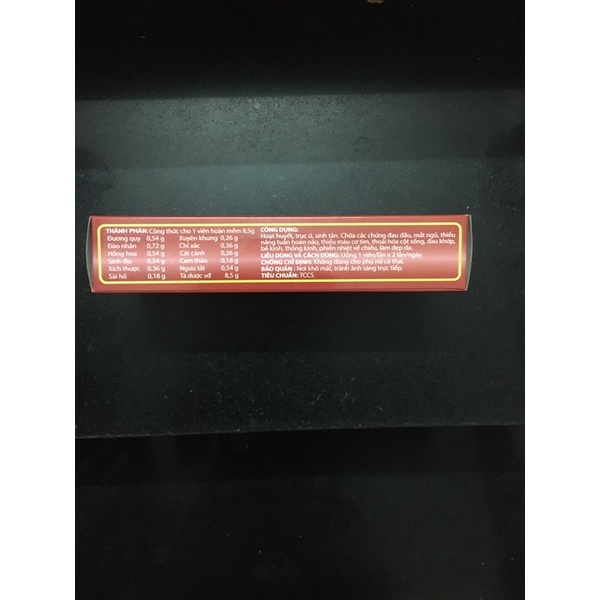 THÀNH PHẦN: Công thức cho 1 viên hoàn mềm 8,5g
Đương quy 0,54 g Xuyên khung 0,26 g
Đào nhân 0,72 g Chỉ xác 0,36 g
Hồng hoa 0,54 g Cát cánh 0,26 g
Sinh địa 0,54 g Cam thảo 0,18 g
Xích thược 0,36 g Ngưu tất 0,54 g
Sài hồ 0,18 g Tá dược vđ 8,5 g
CÔNG DỤNG:
Hoạt huyết, trục ứ, sinh tân. Chữa các chứng đau đầu, mất ngủ, thiểu
năng tuần hoàn não, thiếu máu cơ tim, thoái hóa cột sống, đau khớp,
bế kinh, thống kinh, phiền nhiệt về chiều, làm đẹp da.
LIỀU DÙNG VÀ CÁCH DÙNG: Uống 1 viên/lần x 2 lần/ngày.
CHỐNG CHỈ ĐỊNH: Không dùng cho phụ nữ có thai.
BẢO QUẢN : Nơi khô mát, tránh ánh sáng trực tiếp.
TIÊU CHUẨN: TCCS